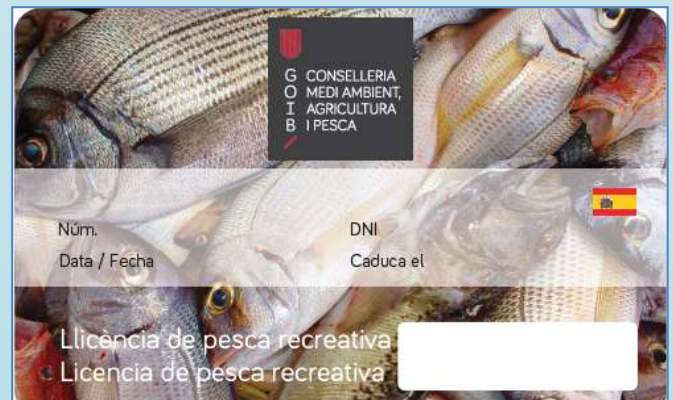 G CONSELLERIA
O MEDI AMBIENT,
I AGRICULTURA
B I PESCA
Núm.
DNI
Data / Fecha
Caduca el
Llicència de pesca recreativa
Licencia de pesca recreativa